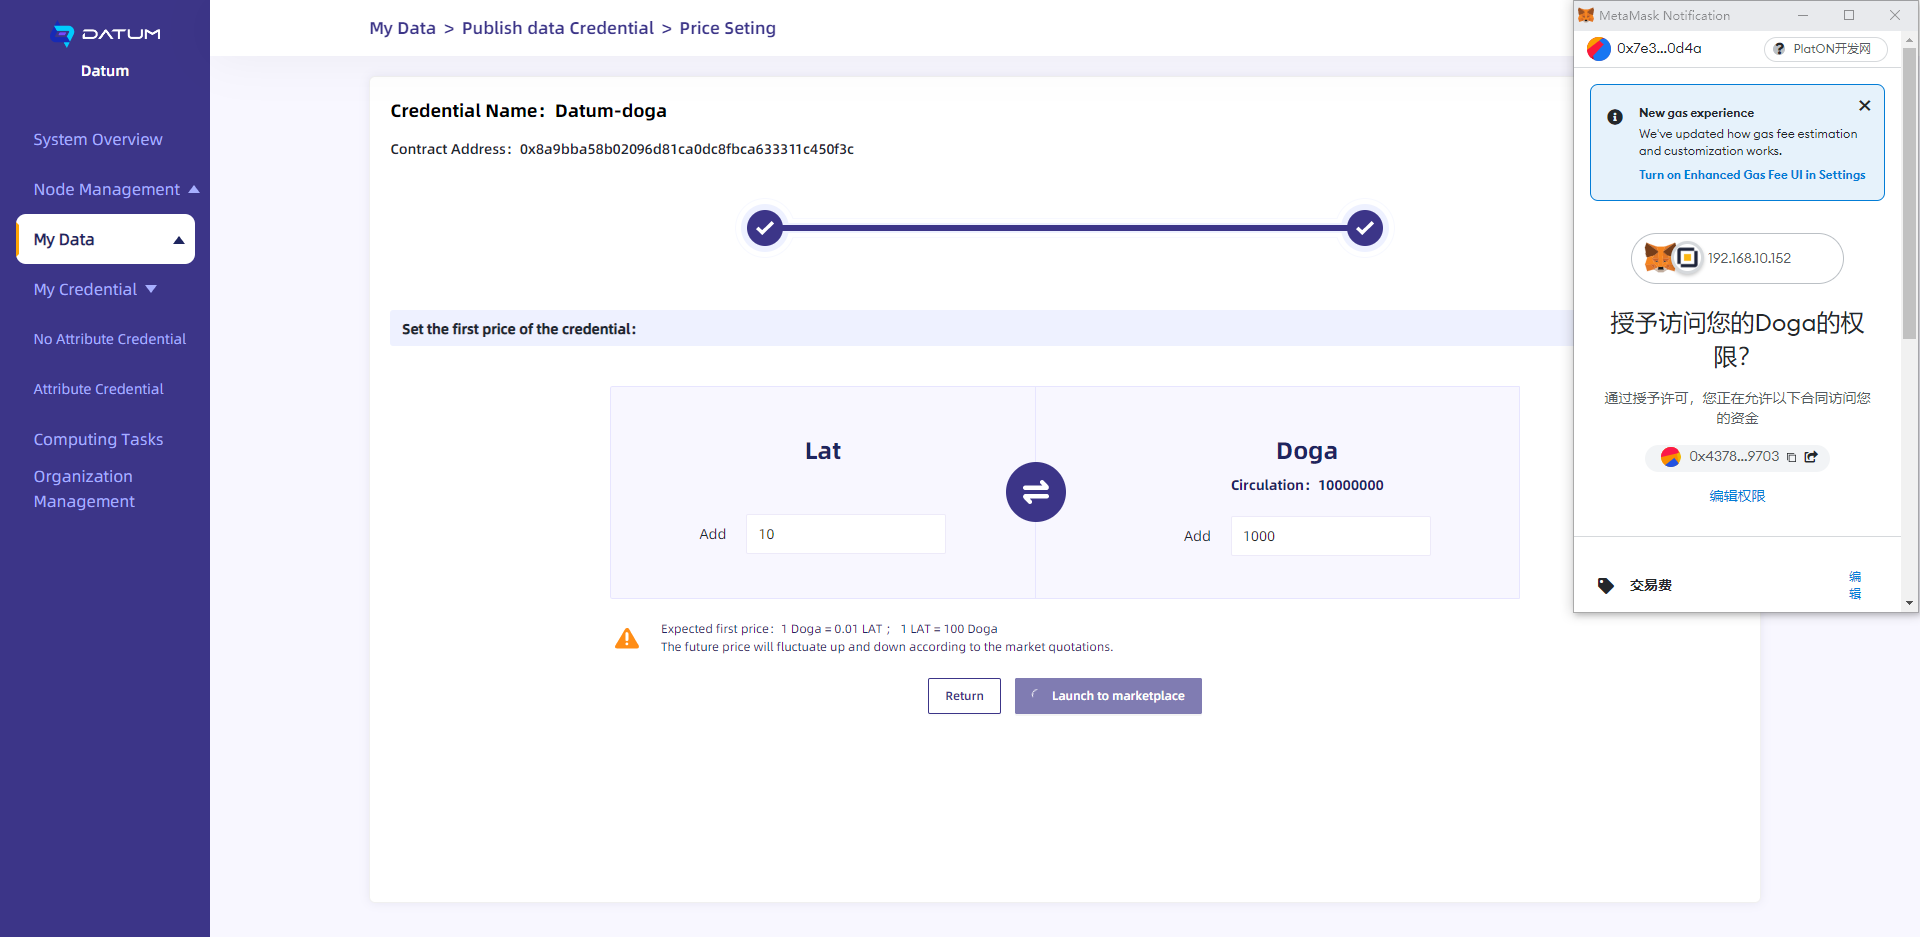 DATUM
Datum
System Overview
Node Management
My Data
My Credential
No Attribute Credential
Attribute Credential
Computing Tasks
Organization
Management
My Data > Publish data Credential > Price Seting
Credential Name：Datum-doga
Contract Address：0x8a9bba58b02096d81ca0dc8fbca633311c450f3c
Set the first price of the credential：
Lat
Add 10
Doga
Circulation：10000000
Add 1000
Expected first price：1 Doga = 0.01 LAT； 1 LAT = 100 Doga
The future price will fluctuate up and down according to the market quotations.
Return
Launch to marketplace
MetaMask Notification
0x7e3...0d4a
PlatON开发网
New gas experience
We've updated how gas fee estimation
and customization works.
Turn on Enhanced Gas Fee UI in Settings
192.168.10.152
授予访问您的Doga的权
限？
通过授予许可，您正在允许以下合同访问您
的资金
0x4378...9703
编辑权限
交易费
编
辑